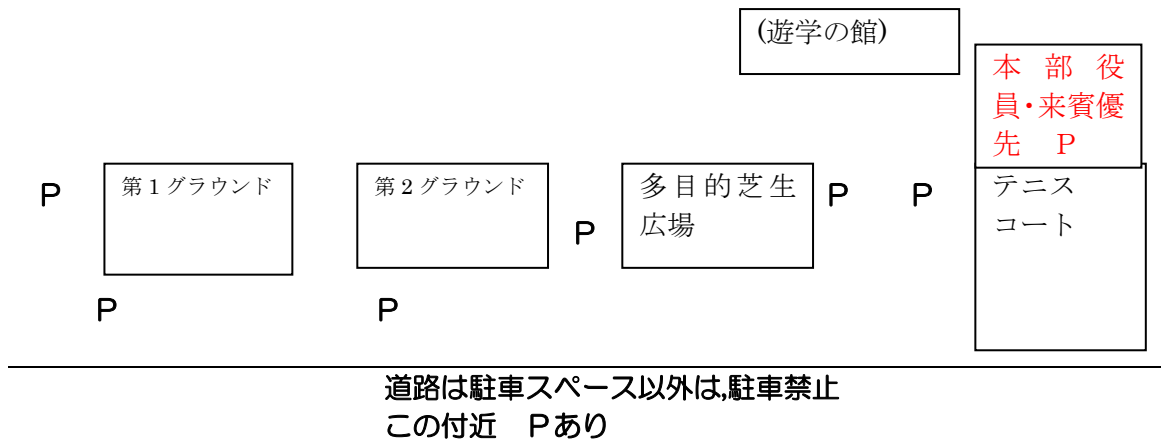 (遊学の館)
本部役
員・来賓優
先　Ｐ
Ｐ
第１グラウンド
第２グラウンド
Ｐ
多目的芝生
広場
Ｐ
Ｐ
テニス
コート
Ｐ
Ｐ
道路は駐車スペース以外は,駐車禁止
この付近　Ｐあり